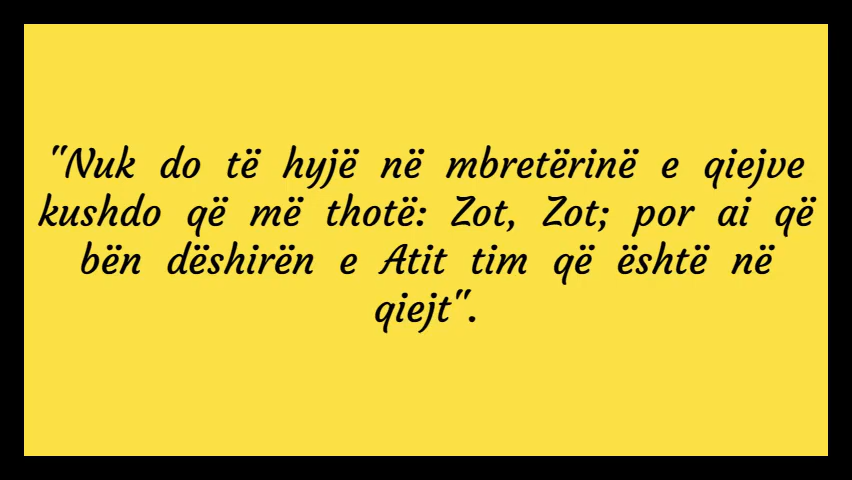 "Nuk do të hyjë në mbretërinë e qiejve
kushdo që më thotë: Zot, Zot; por ai që
bën dëshirën e Atit tim që është në
qiejt".